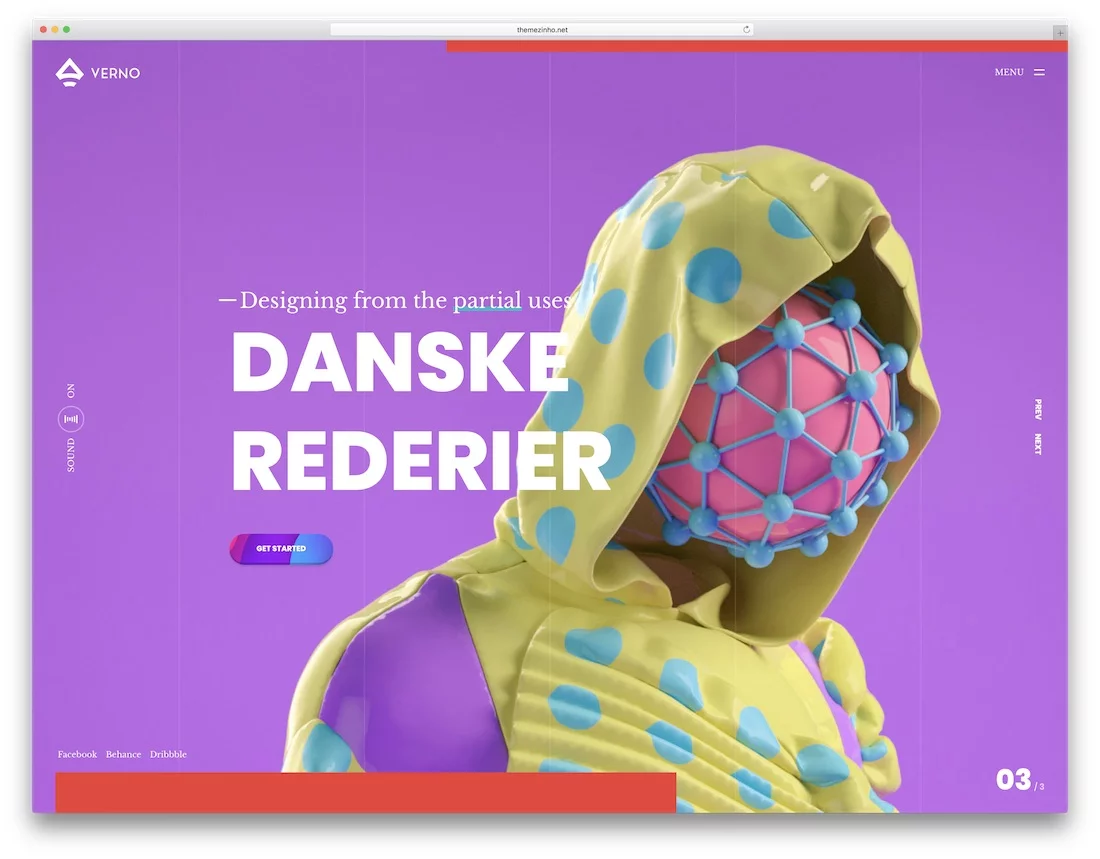 themezinho.net
VERNO
MENU
— Designing from the partial uses
DANSKE
REDERIER
GET STARTED
SOUND ON
PREV NEXT
Facebook Behance Dribbble
03 / 3